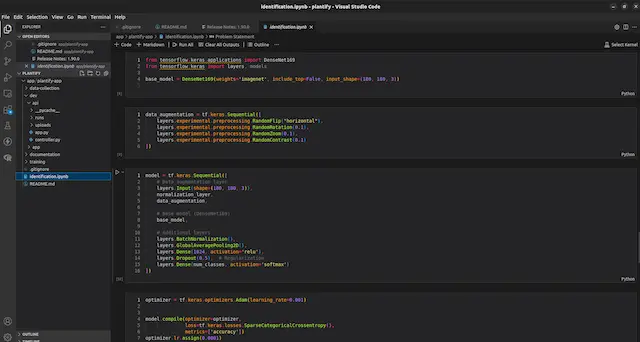 identification.ipynb - plantify - Visual Studio Code
File Edit Selection View Go Run Terminal Help
EXPLORER
OPEN EDITORS
.gitignore app/plantify-app
README.md app/plantify-app
Release Notes: 1.99.0
identification.ipynb app/plantify-app
PLANTIFY
app / plantify-app
data-collection
dev
api
__pycache__
runs
uploads
app.py
controller.py
app
documentation
training
.gitignore
identification.ipynb
README.md
OUTLINE
TIMELINE
.gitignore
README.md
Release Notes: 1.99.0
identification.ipynb
app > plantify-app > identification.ipynb > Problem Statement
+ Code + Markdown Run All Clear All Outputs Outline
Select Kernel
1 from tensorflow.keras.applications import DenseNet169
2 from tensorflow.keras import layers, models
3
4 base_model = DenseNet169(weights='imagenet', include_top=False, input_shape=(180, 180, 3))
Python
1 data_augmentation = tf.keras.Sequential([
2 layers.experimental.preprocessing.RandomFlip("horizontal"),
3 layers.experimental.preprocessing.RandomRotation(0.1),
4 layers.experimental.preprocessing.RandomZoom(0.1),
5 layers.experimental.preprocessing.RandomContrast(0.1)
6 ])
Python
1 model = tf.keras.Sequential([
2 # Data augmentation layer
3 layers.Input(shape=(180, 180, 3)),
4 normalization_layer,
5 data_augmentation,
6
7 # Base model (DenseNet169)
8 base_model,
9
10 # Additional layers
11 layers.BatchNormalization(),
12 layers.GlobalAveragePooling2D(),
13 layers.Dense(1024, activation='relu'),
14 layers.Dropout(0.5), # Regularization
15 layers.Dense(num_classes, activation='softmax')
16 ])
Python
1 optimizer = tf.keras.optimizers.Adam(learning_rate=0.001)
2
3
4 model.compile(optimizer=optimizer,
5 loss=tf.keras.losses.SparseCategoricalCrossentropy(),
6 metrics=['accuracy'])
7 optimizer.lr.assign(0.0001)